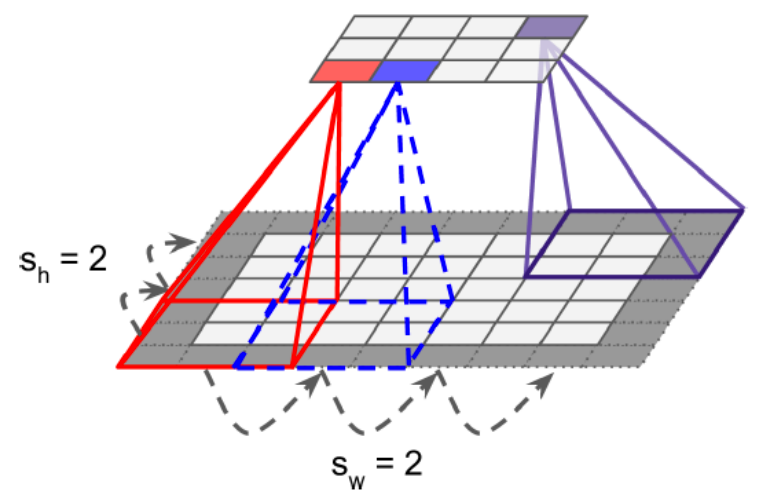 s_h = 2
s_w = 2